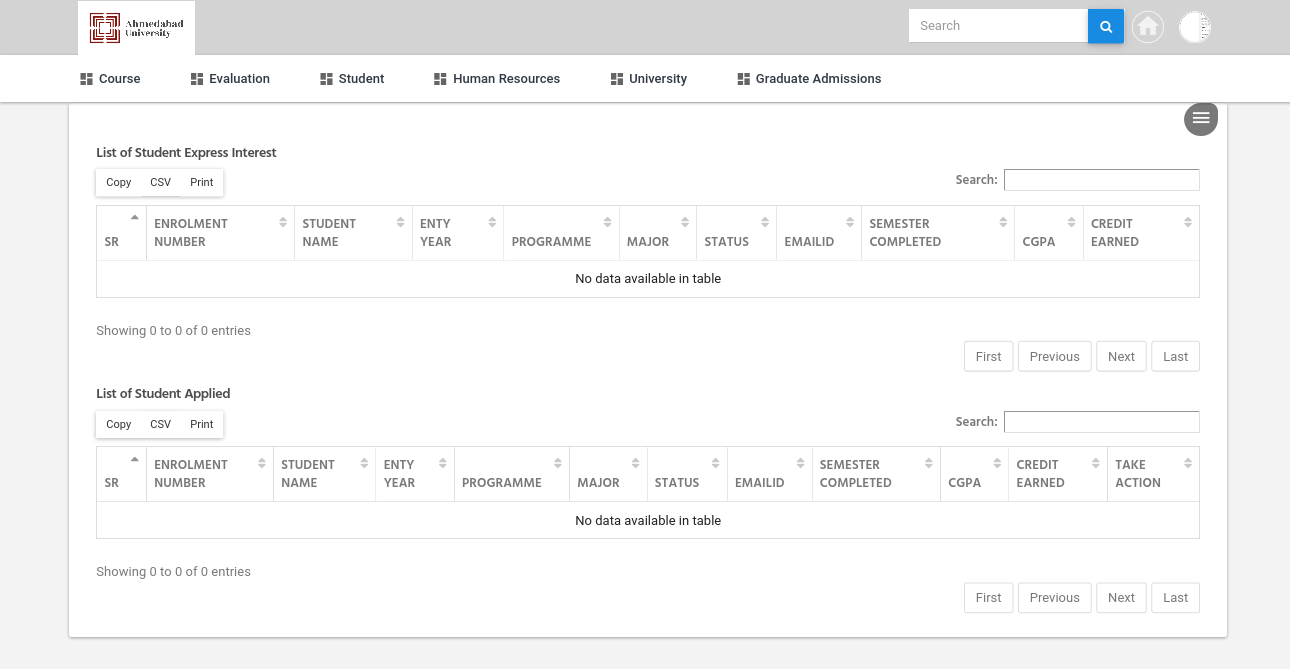 Ahmedabad
University
Search
Course Evaluation Student Human Resources University Graduate Admissions
List of Student Express Interest
Copy CSV Print
Search:
SR ENROLMENT NUMBER STUDENT NAME ENTY YEAR PROGRAMME MAJOR STATUS EMAILID SEMESTER COMPLETED CGPA CREDIT EARNED
No data available in table
Showing 0 to 0 of 0 entries
First Previous Next Last
List of Student Applied
Copy CSV Print
Search:
SR ENROLMENT NUMBER STUDENT NAME ENTY YEAR PROGRAMME MAJOR STATUS EMAILID SEMESTER COMPLETED CGPA CREDIT EARNED TAKE ACTION
No data available in table
Showing 0 to 0 of 0 entries
First Previous Next Last